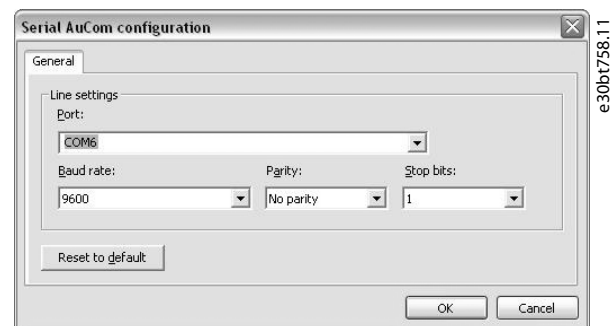 Serial AuCom configuration
General
Line settings
Port:
COM6
Baud rate: Parity: Stop bits:
9600 No parity 1
Reset to default
OK Cancel
e30bt758.11